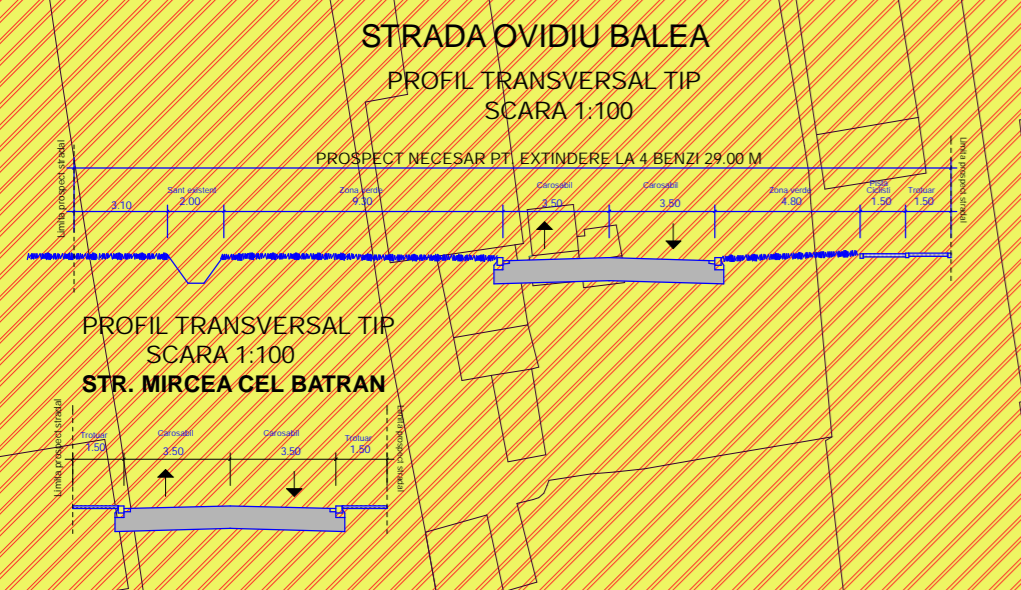 STRADA OVIDIU BALEA
PROFIL TRANSVERSAL TIP
SCARA 1:100
PROSPECT NECESAR PT. EXTINDERE LA 4 BENZI 29.00 M
Limita prospect stradal
3.10
Sant existent
2.00
Zona verde
9.30
Carosabil
3.50
Carosabil
3.50
Zona verde
4.80
Pista
Ciclisti
1.50
Trotuar
1.50
Limita prospect stradal
PROFIL TRANSVERSAL TIP
SCARA 1:100
STR. MIRCEA CEL BATRAN
Limita prospect stradal
Trotuar
1.50
Carosabil
3.50
Carosabil
3.50
Trotuar
1.50
Limita prospect stradal